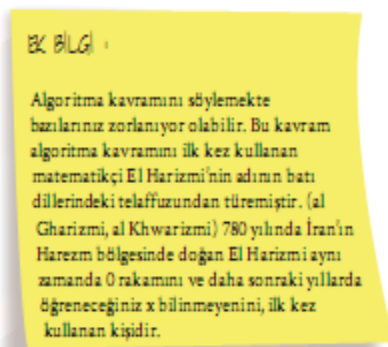 EK BİLGİ :
Algoritma kavramını söylemekte
bazılarınız zorlanıyor olabilir. Bu kavram
algoritma kavramını ilk kez kullanan
matematikçi El Harizmi'nin adının batı
dillerindeki telaffuzundan türemiştir. (al
Gharizmi, al Khwarizmi) 780 yılında İran'ın
Harezm bölgesinde doğan El Harizmi aynı
zamanda 0 rakamını ve daha sonraki yıllarda
öğreneceğiniz x bilinmeyenini, ilk kez
kullanan kişidir.